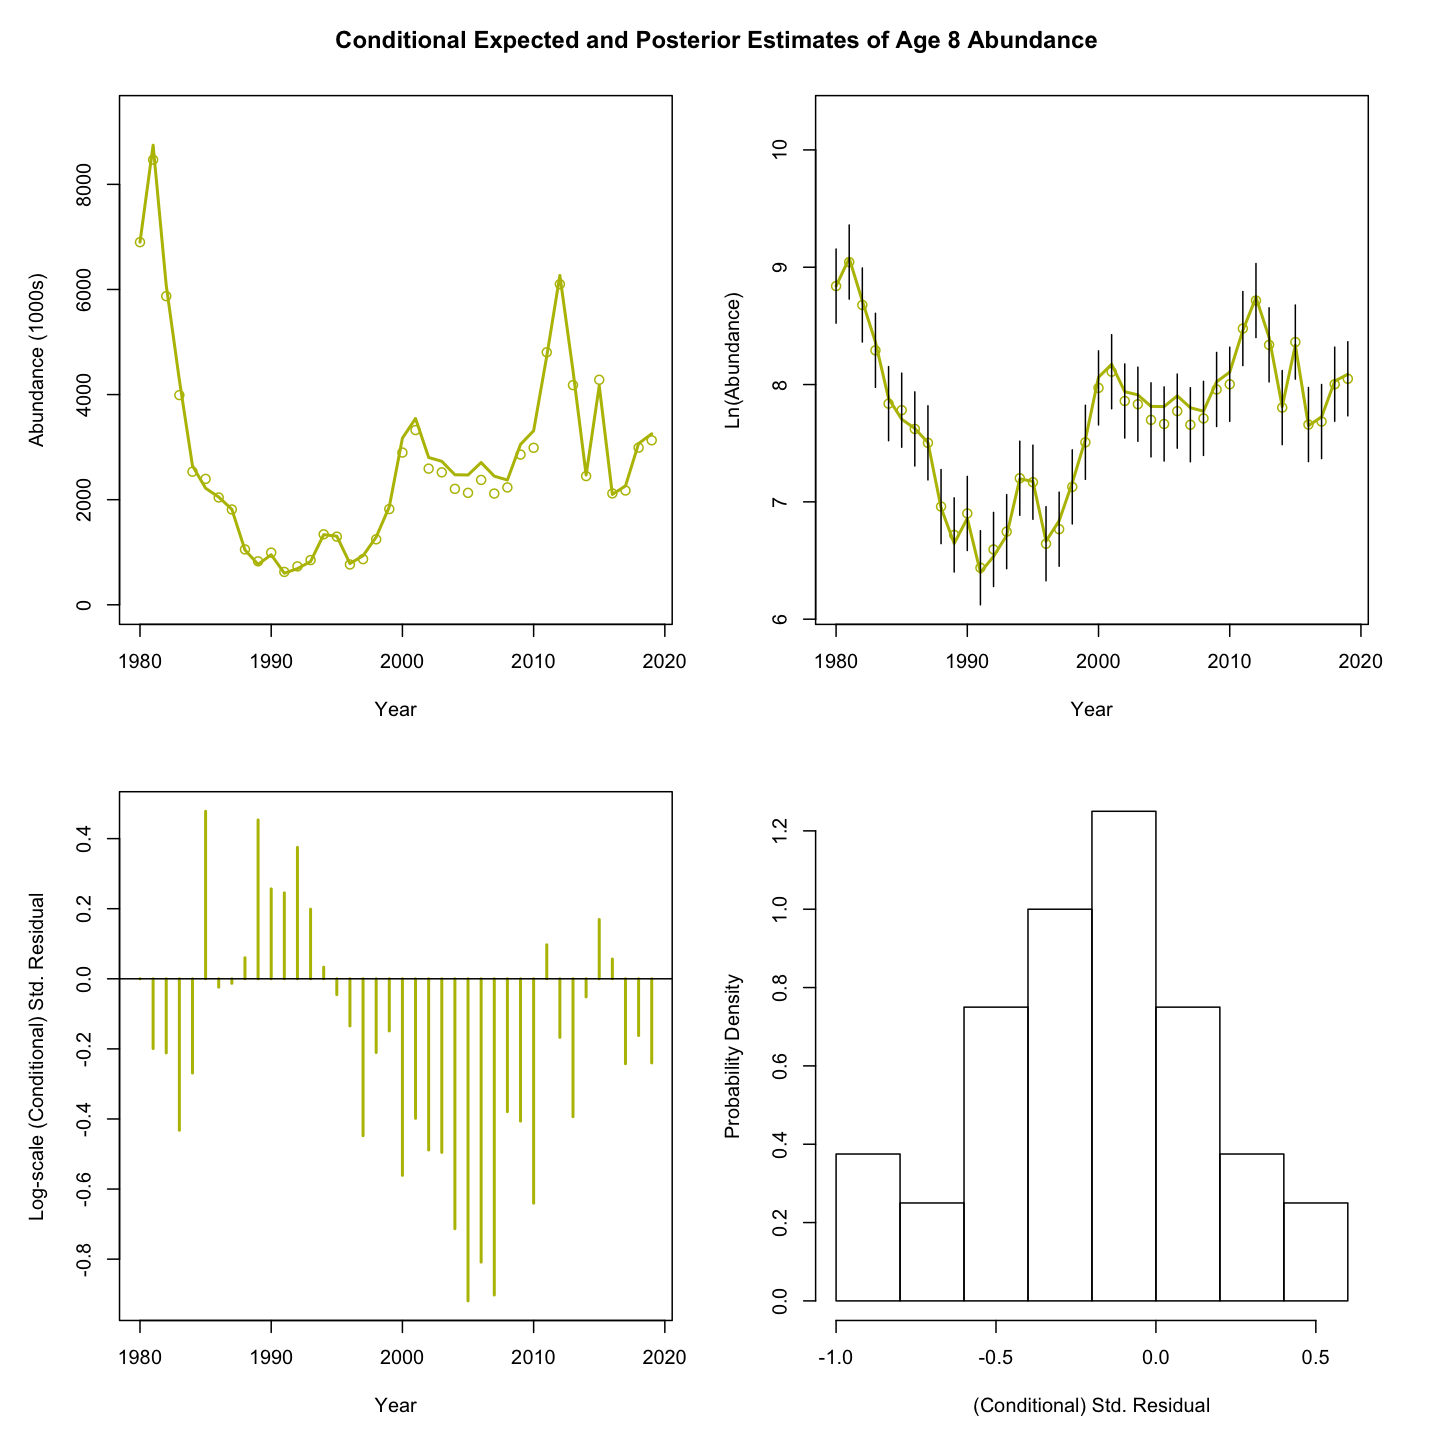 Conditional Expected and Posterior Estimates of Age 8 Abundance
Abundance (1000s)
8000
6000
4000
2000
0
1980 1990 2000 2010 2020
Year
Ln(Abundance)
10
9
8
7
6
1980 1990 2000 2010 2020
Year
Log-scale (Conditional) Std. Residual
0.4
0.2
0.0
-0.2
-0.4
-0.6
-0.8
1980 1990 2000 2010 2020
Year
Probability Density
1.2
1.0
0.8
0.6
0.4
0.2
0.0
-1.0 -0.5 0.0 0.5
(Conditional) Std. Residual